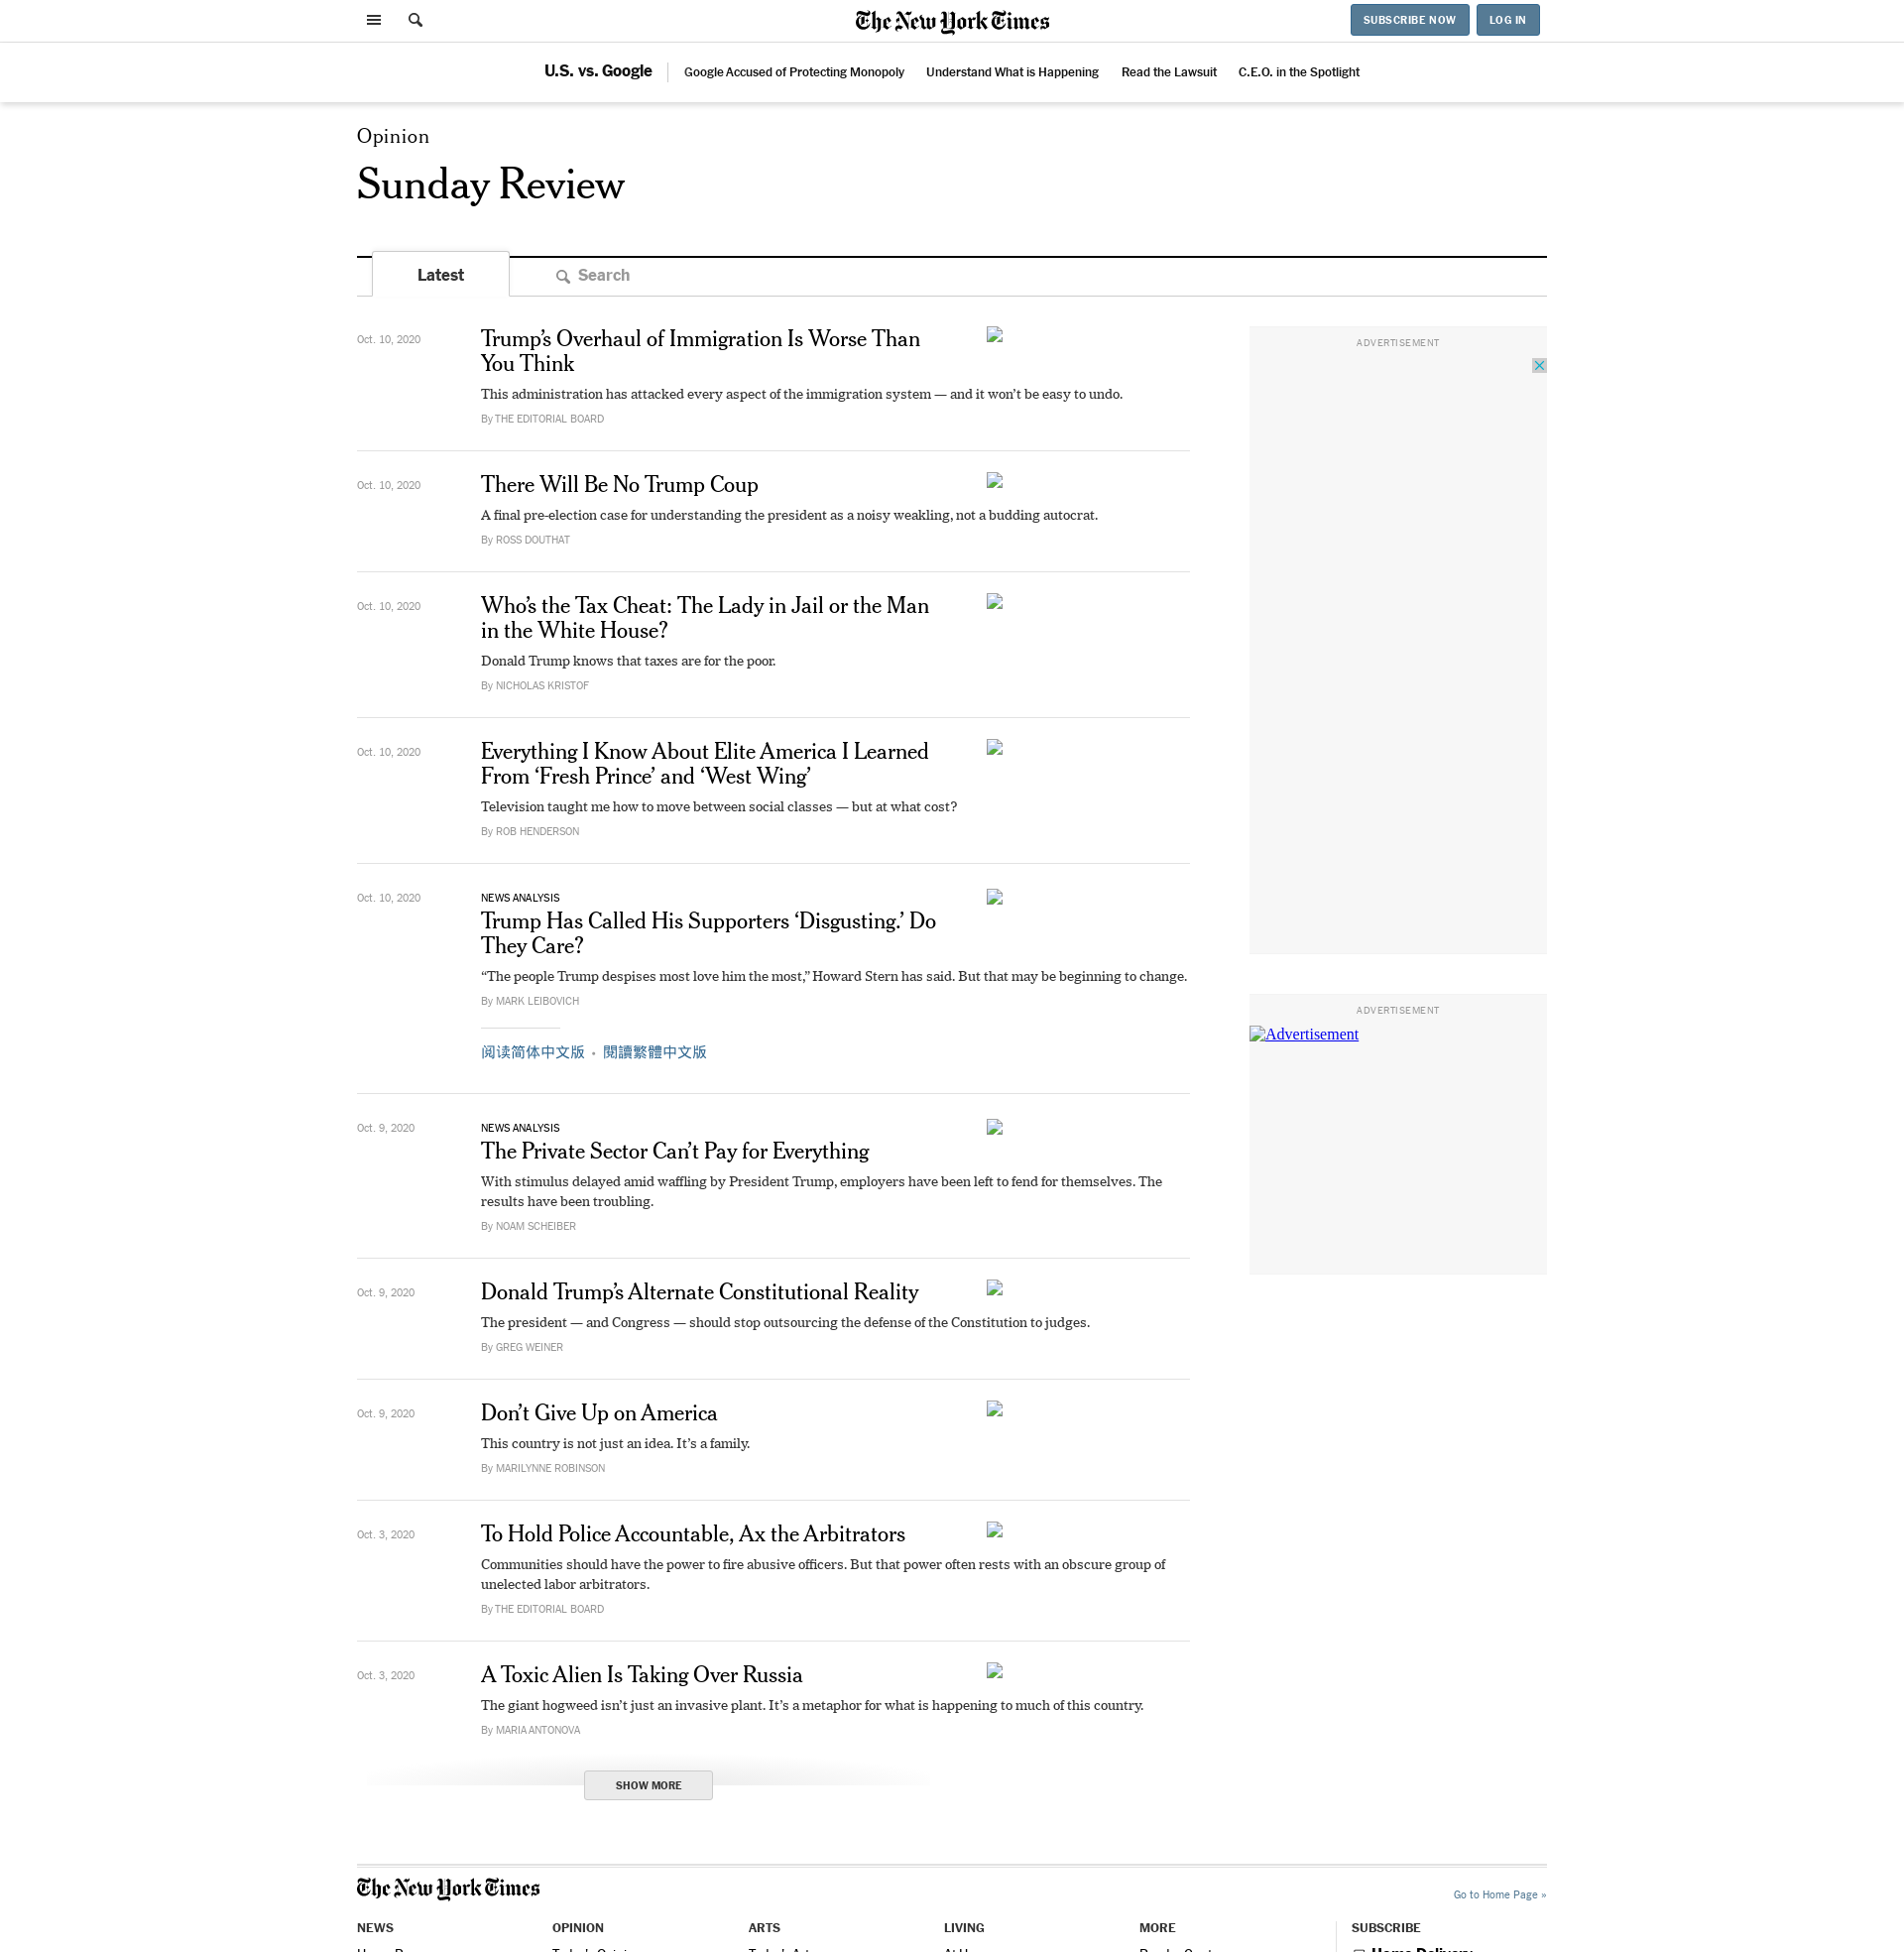 The New York Times
SUBSCRIBE NOW
LOG IN
U.S. vs. Google
Google Accused of Protecting Monopoly
Understand What is Happening
Read the Lawsuit
C.E.O. in the Spotlight
Opinion
Sunday Review
Latest
Search
Oct. 10, 2020
Trump’s Overhaul of Immigration Is Worse Than
You Think
This administration has attacked every aspect of the immigration system — and it won’t be easy to undo.
By THE EDITORIAL BOARD
Oct. 10, 2020
There Will Be No Trump Coup
A final pre-election case for understanding the president as a noisy weakling, not a budding autocrat.
By ROSS DOUTHAT
Oct. 10, 2020
Who’s the Tax Cheat: The Lady in Jail or the Man
in the White House?
Donald Trump knows that taxes are for the poor.
By NICHOLAS KRISTOF
Oct. 10, 2020
Everything I Know About Elite America I Learned
From ‘Fresh Prince’ and ‘West Wing’
Television taught me how to move between social classes — but at what cost?
By ROB HENDERSON
Oct. 10, 2020
NEWS ANALYSIS
Trump Has Called His Supporters ‘Disgusting.’ Do
They Care?
“The people Trump despises most love him the most,” Howard Stern has said. But that may be beginning to change.
By MARK LEIBOVICH
阅读简体中文版 • 閱讀繁體中文版
Oct. 9, 2020
NEWS ANALYSIS
The Private Sector Can’t Pay for Everything
With stimulus delayed amid waffling by President Trump, employers have been left to fend for themselves. The
results have been troubling.
By NOAM SCHEIBER
Oct. 9, 2020
Donald Trump’s Alternate Constitutional Reality
The president — and Congress — should stop outsourcing the defense of the Constitution to judges.
By GREG WEINER
Oct. 9, 2020
Don’t Give Up on America
This country is not just an idea. It’s a family.
By MARILYNNE ROBINSON
Oct. 3, 2020
To Hold Police Accountable, Ax the Arbitrators
Communities should have the power to fire abusive officers. But that power often rests with an obscure group of
unelected labor arbitrators.
By THE EDITORIAL BOARD
Oct. 3, 2020
A Toxic Alien Is Taking Over Russia
The giant hogweed isn’t just an invasive plant. It’s a metaphor for what is happening to much of this country.
By MARIA ANTONOVA
SHOW MORE
ADVERTISEMENT
ADVERTISEMENT
Advertisement
The New York Times
Go to Home Page »
NEWS
OPINION
ARTS
LIVING
MORE
SUBSCRIBE